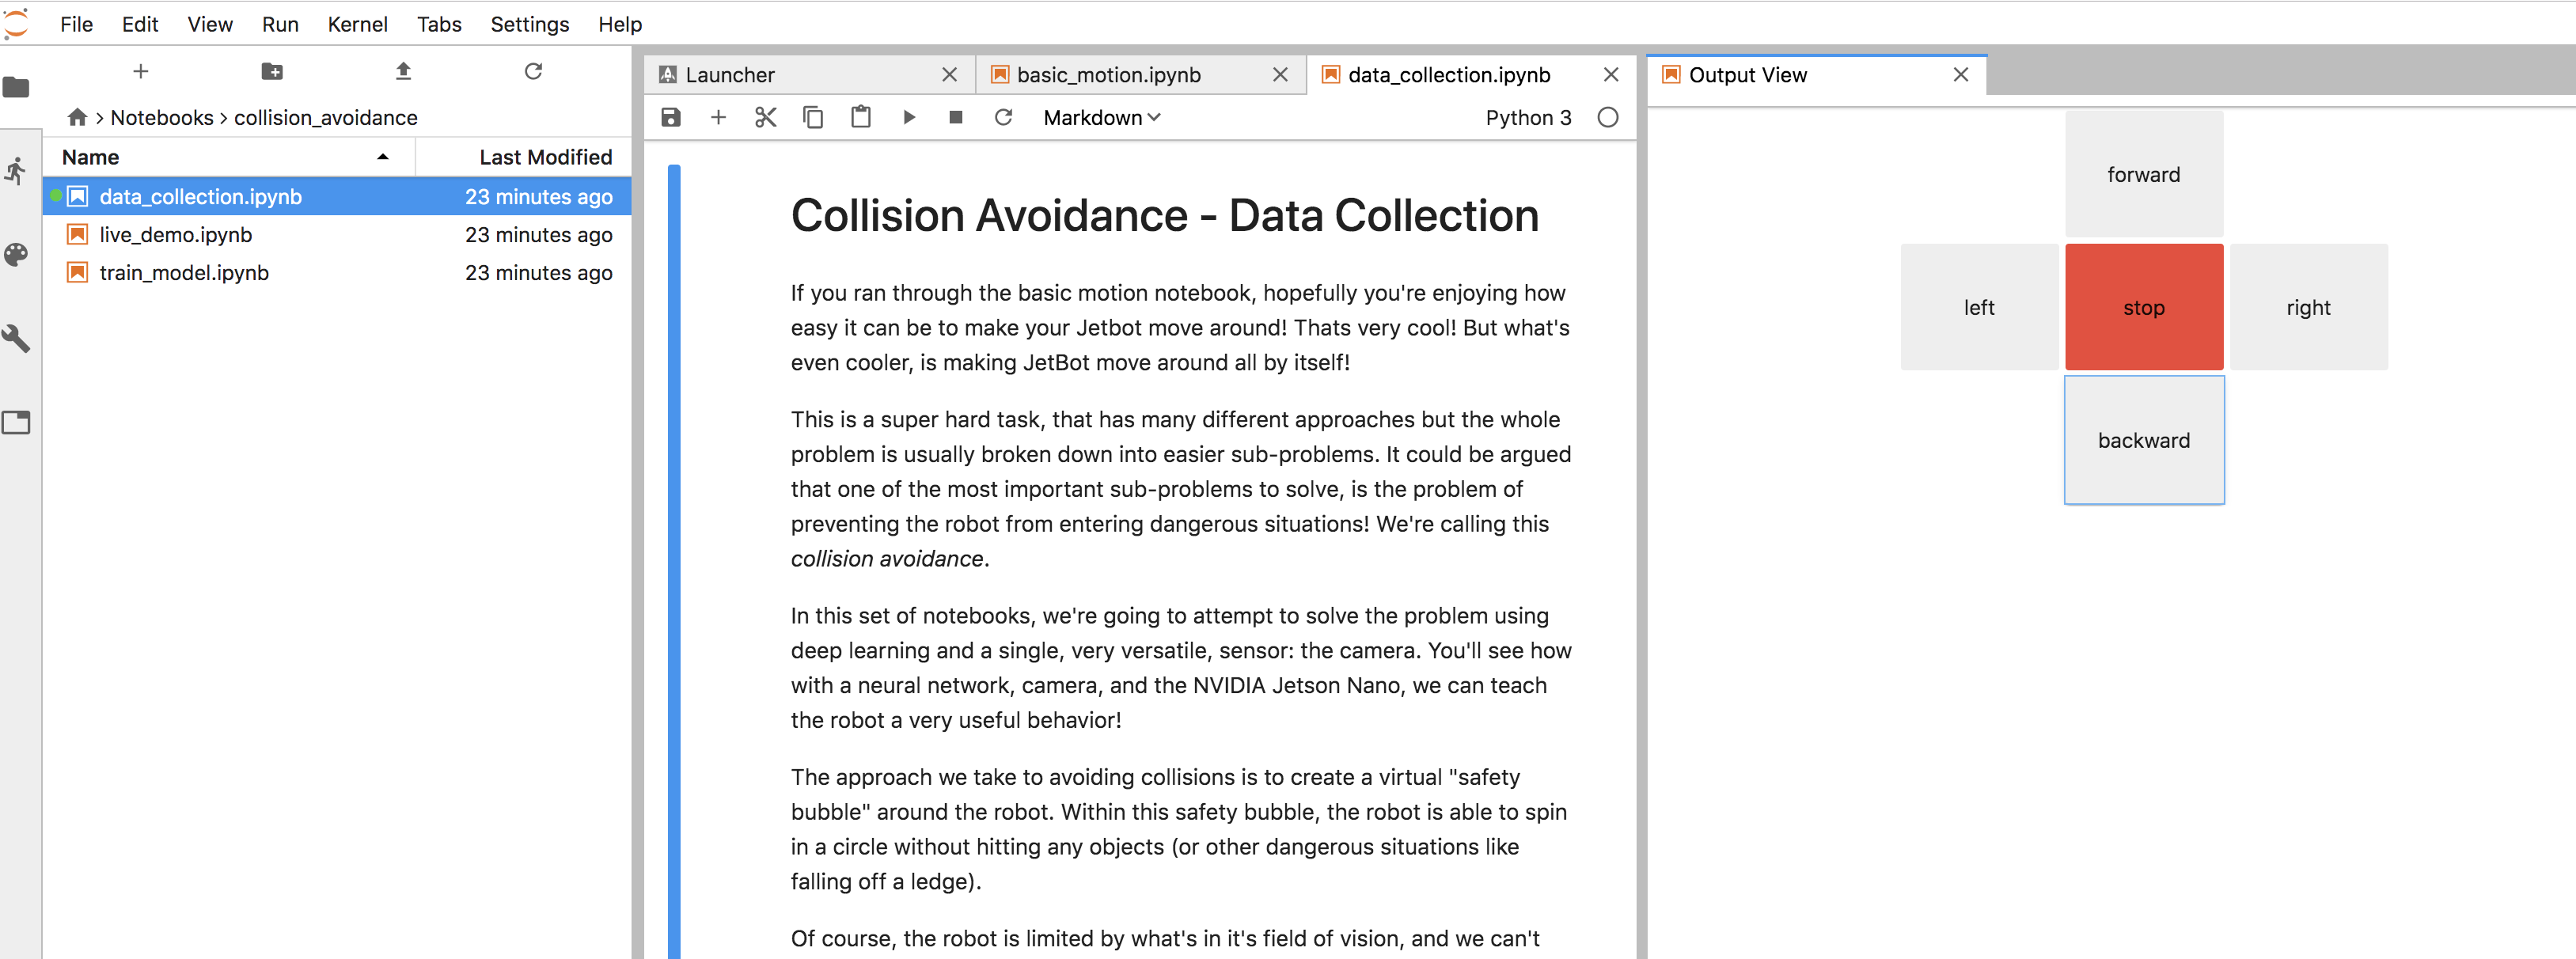 File Edit View Run Kernel Tabs Settings Help
Notebooks > collision_avoidance
Name Last Modified
data_collection.ipynb 23 minutes ago
live_demo.ipynb 23 minutes ago
train_model.ipynb 23 minutes ago
Launcher basic_motion.ipynb data_collection.ipynb
Markdown Python 3
Collision Avoidance - Data Collection
If you ran through the basic motion notebook, hopefully you're enjoying how
easy it can be to make your Jetbot move around! Thats very cool! But what's
even cooler, is making JetBot move around all by itself!
This is a super hard task, that has many different approaches but the whole
problem is usually broken down into easier sub-problems. It could be argued
that one of the most important sub-problems to solve, is the problem of
preventing the robot from entering dangerous situations! We're calling this
collision avoidance.
In this set of notebooks, we're going to attempt to solve the problem using
deep learning and a single, very versatile, sensor: the camera. You'll see how
with a neural network, camera, and the NVIDIA Jetson Nano, we can teach
the robot a very useful behavior!
The approach we take to avoiding collisions is to create a virtual "safety
bubble" around the robot. Within this safety bubble, the robot is able to spin
in a circle without hitting any objects (or other dangerous situations like
falling off a ledge).
Of course, the robot is limited by what's in it's field of vision, and we can't
Output View
forward
left stop right
backward